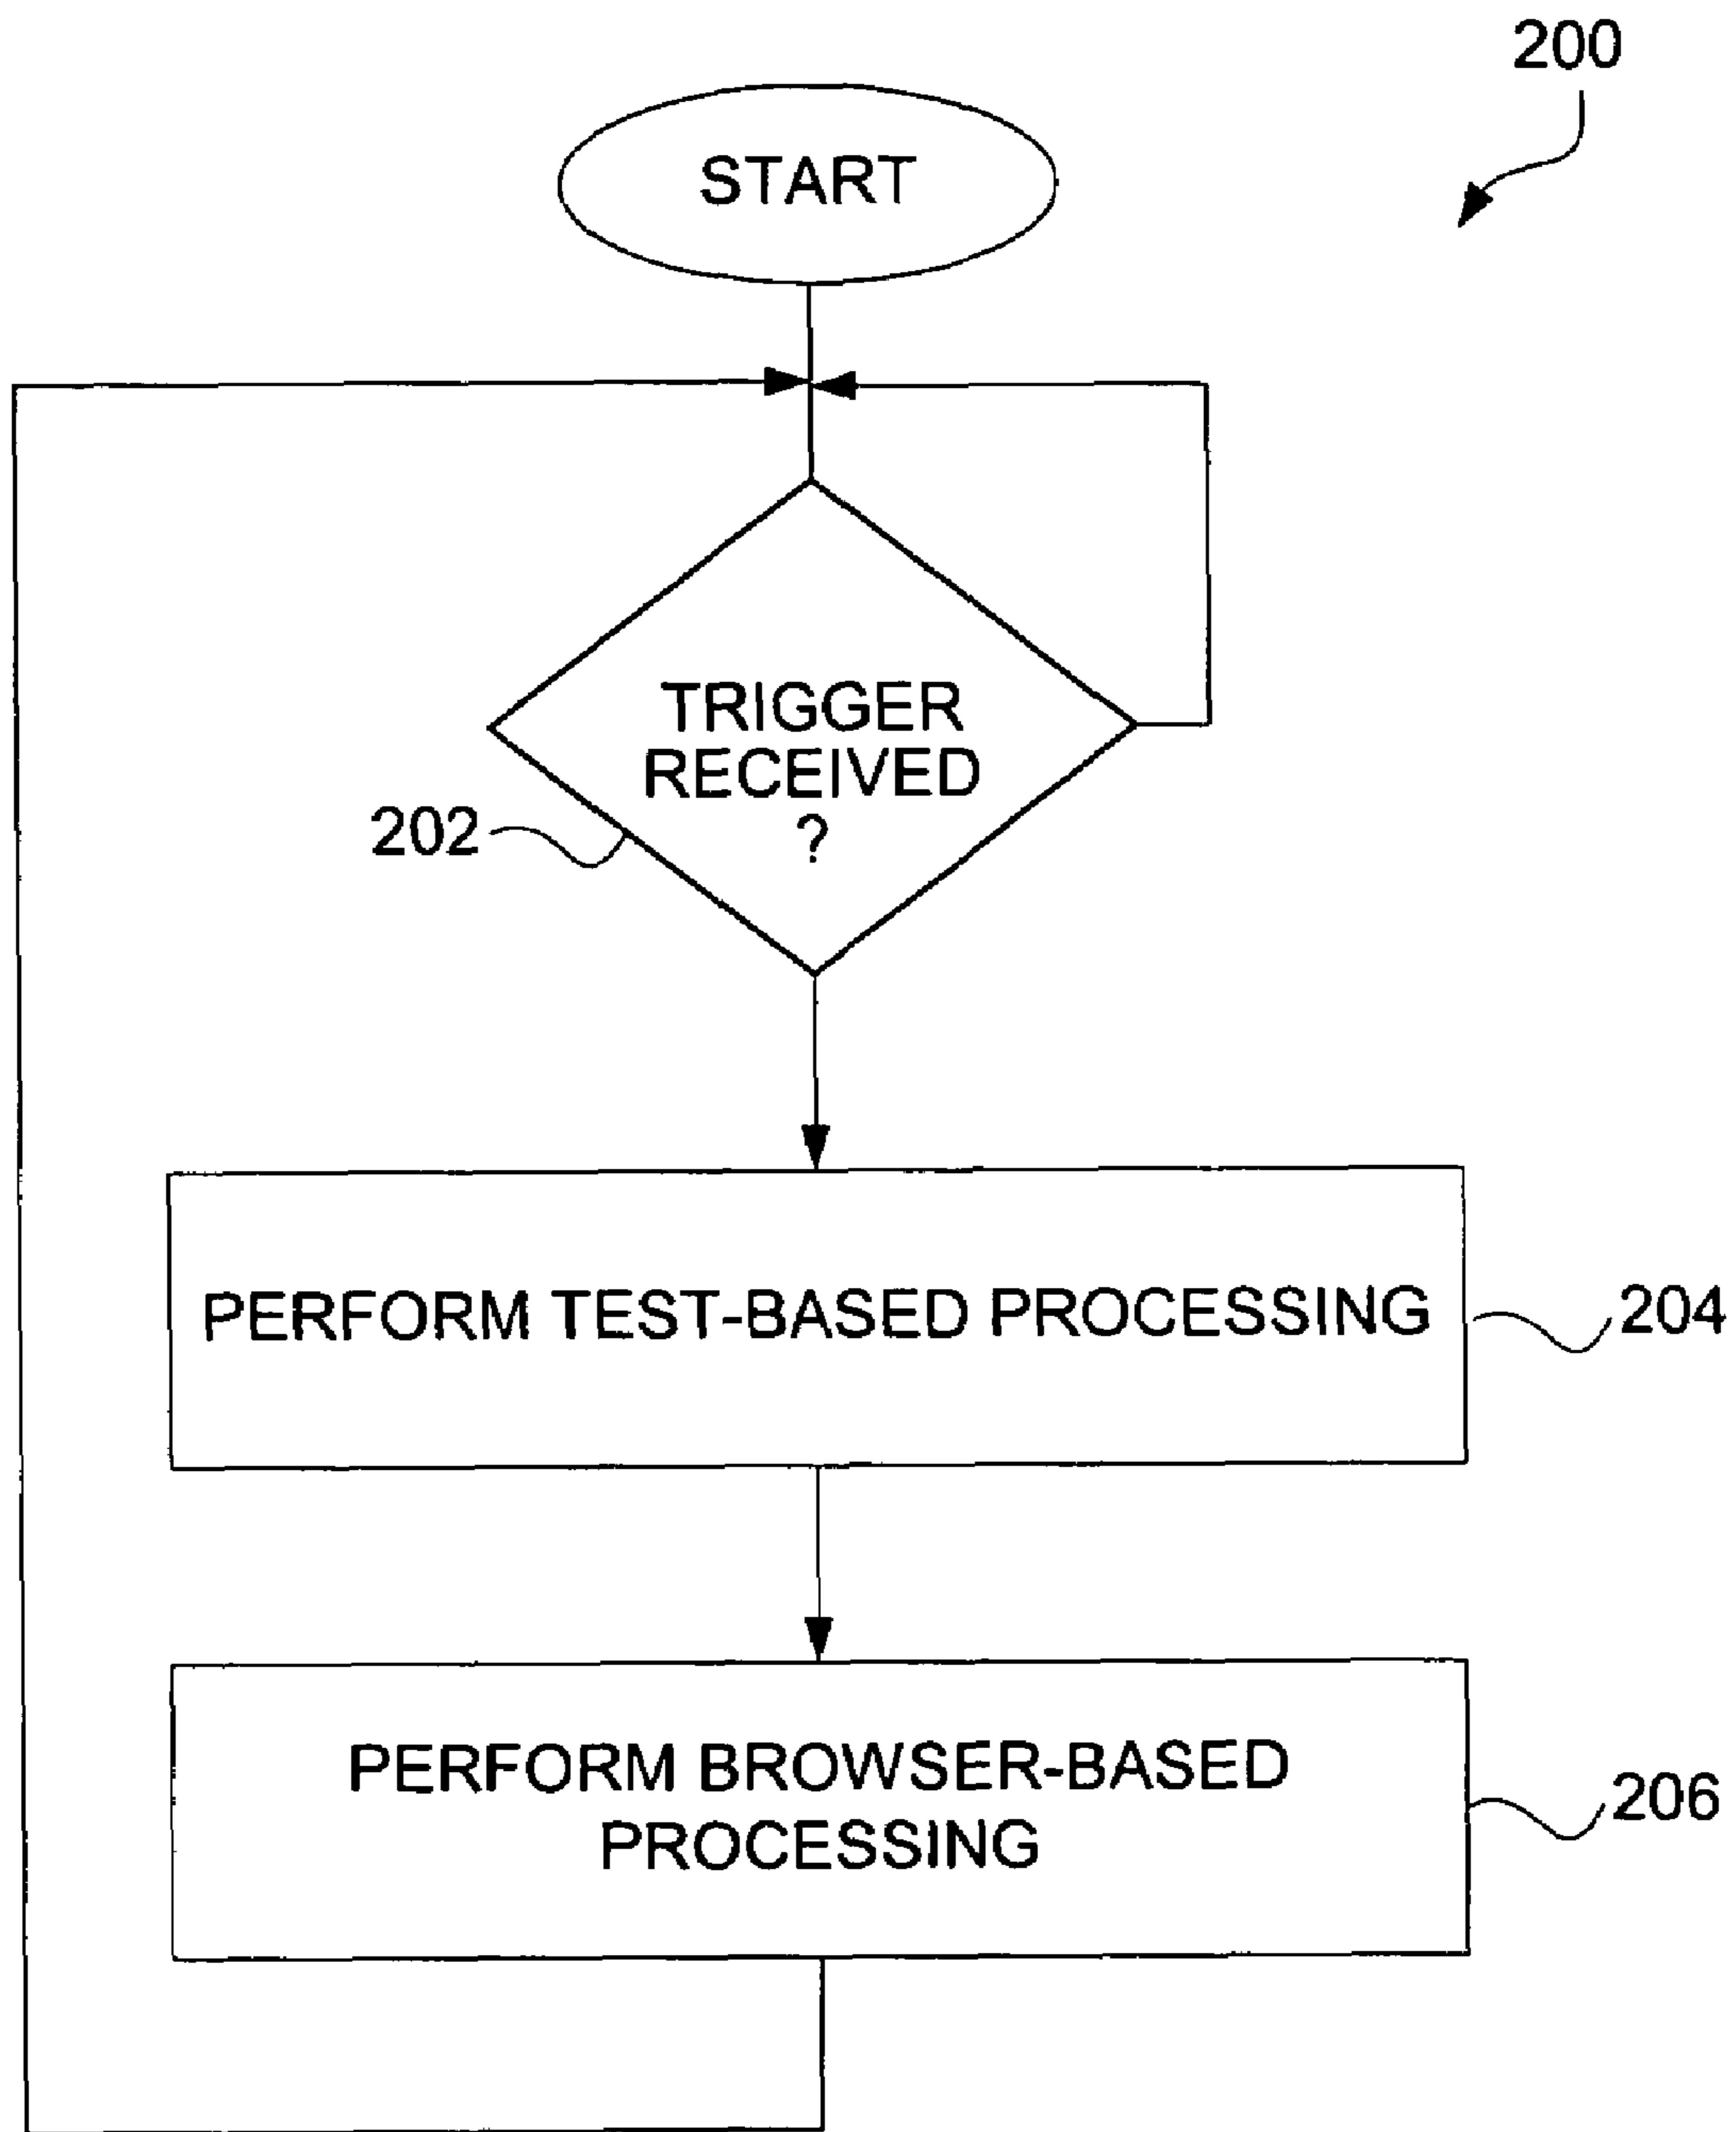 200
START
TRIGGER
RECEIVED
?
202
PERFORM TEST-BASED PROCESSING
204
PERFORM BROWSER-BASED
PROCESSING
206